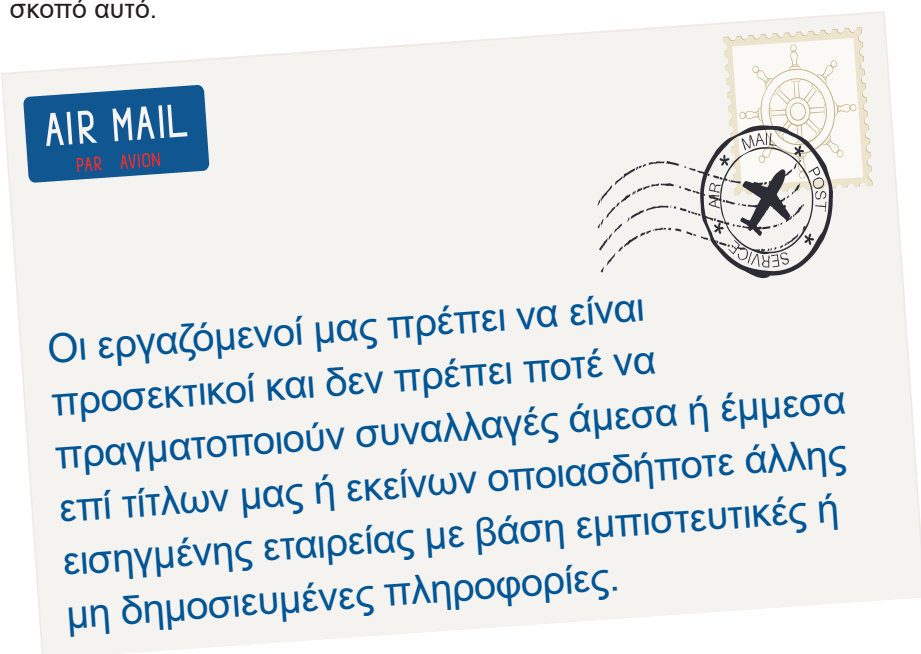 σκοπό αυτό.
AIR MAIL
PAR AVION
MAIL
POST
AIR
SERVICE
Οι εργαζόμενοί μας πρέπει να είναι
προσεκτικοί και δεν πρέπει ποτέ να
πραγματοποιούν συναλλαγές άμεσα ή έμμεσα
επί τίτλων μας ή εκείνων οποιασδήποτε άλλης
εισηγμένης εταιρείας με βάση εμπιστευτικές ή
μη δημοσιευμένες πληροφορίες.